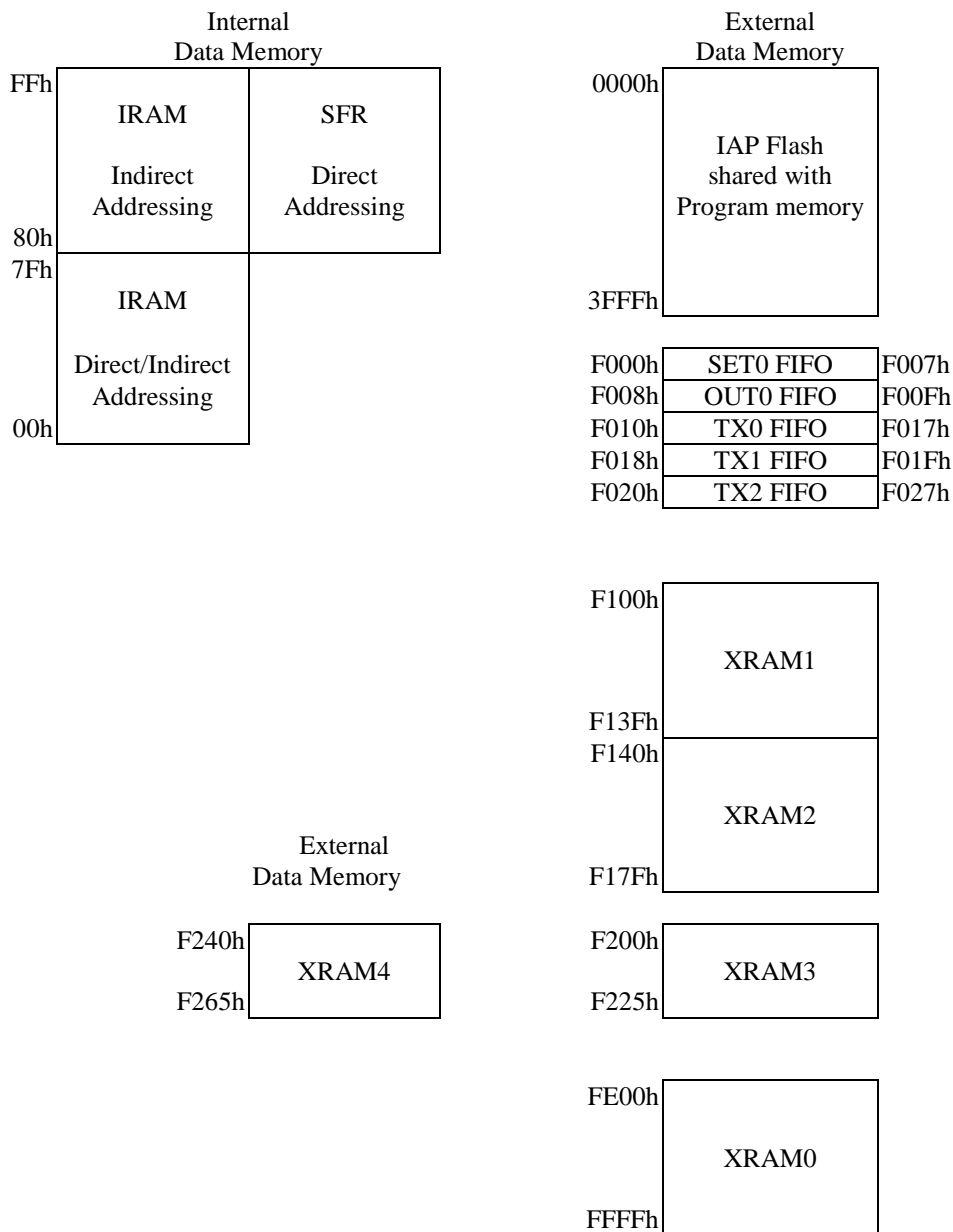 Internal
Data Memory
FFh
IRAM
Indirect
Addressing
80h
SFR
Direct
Addressing
7Fh
IRAM
Direct/Indirect
Addressing
00h
External
Data Memory
0000h
IAP Flash
shared with
Program memory
3FFFh
F000h SET0 FIFO F007h
F008h OUT0 FIFO F00Fh
F010h TX0 FIFO F017h
F018h TX1 FIFO F01Fh
F020h TX2 FIFO F027h
F100h
XRAM1
F13Fh
F140h
XRAM2
F17Fh
External
Data Memory
F240h
XRAM4
F265h
F200h
XRAM3
F225h
FE00h
XRAM0
FFFFh